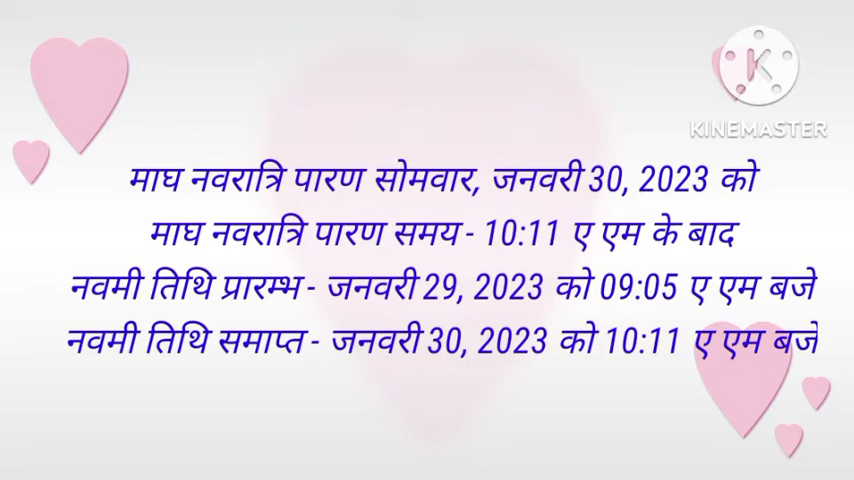 KINEMASTER
माघ नवरात्रि पारण सोमवार, जनवरी 30, 2023 को
माघ नवरात्रि पारण समय - 10:11 ए एम के बाद
नवमी तिथि प्रारम्भ - जनवरी 29, 2023 को 09:05 ए एम बजे
नवमी तिथि समाप्त - जनवरी 30, 2023 को 10:11 ए एम बजे